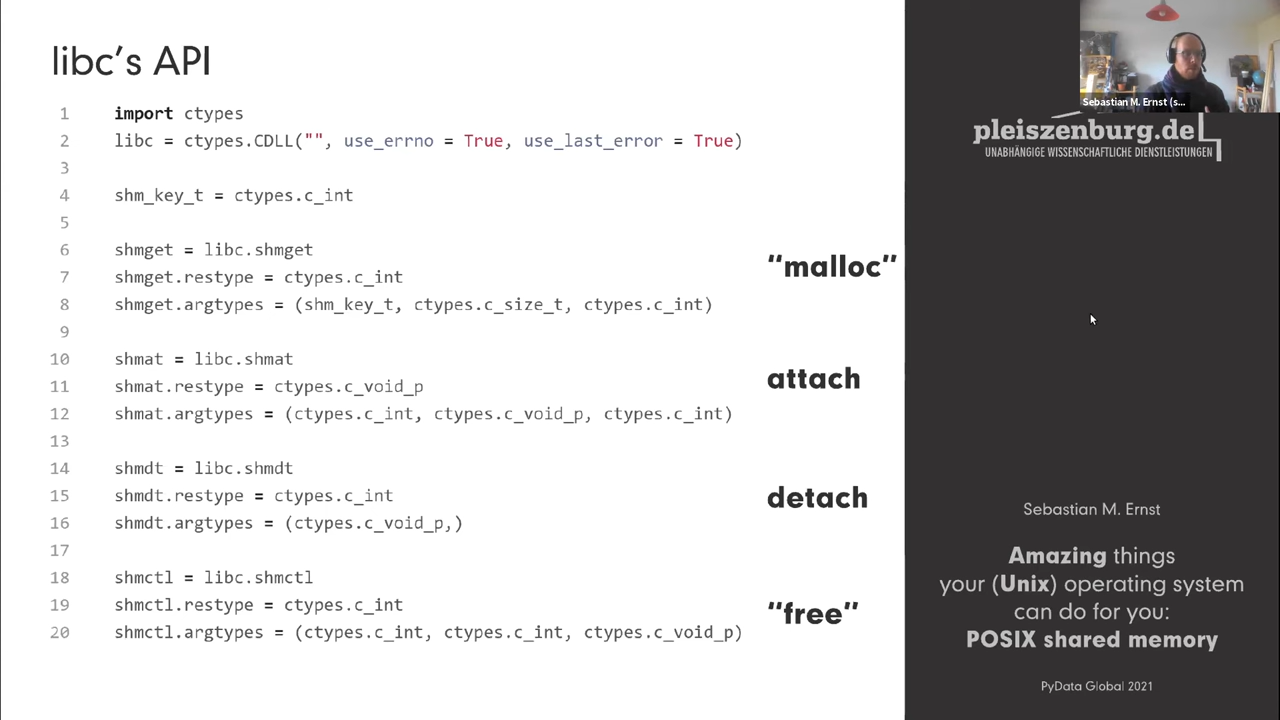 libc’s API
1 import ctypes
2 libc = ctypes.CDLL("", use_errno = True, use_last_error = True)
3
4 shm_key_t = ctypes.c_int
5
6 shmget = libc.shmget
7 shmget.restype = ctypes.c_int
8 shmget.argtypes = (shm_key_t, ctypes.c_size_t, ctypes.c_int)
9
10 shmat = libc.shmat
11 shmat.restype = ctypes.c_void_p
12 shmat.argtypes = (ctypes.c_int, ctypes.c_void_p, ctypes.c_int)
13
14 shmdt = libc.shmdt
15 shmdt.restype = ctypes.c_int
16 shmdt.argtypes = (ctypes.c_void_p,)
17
18 shmctl = libc.shmctl
19 shmctl.restype = ctypes.c_int
20 shmctl.argtypes = (ctypes.c_int, ctypes.c_int, ctypes.c_void_p)
“malloc”
attach
detach
“free”
Sebastian M. Ernst (s...
pleiszenburg.de
UNABHÄNGIGE WISSENSCHAFTLICHE DIENSTLEISTUNGEN
Sebastian M. Ernst
Amazing things
your (Unix) operating system
can do for you:
POSIX shared memory
PyData Global 2021